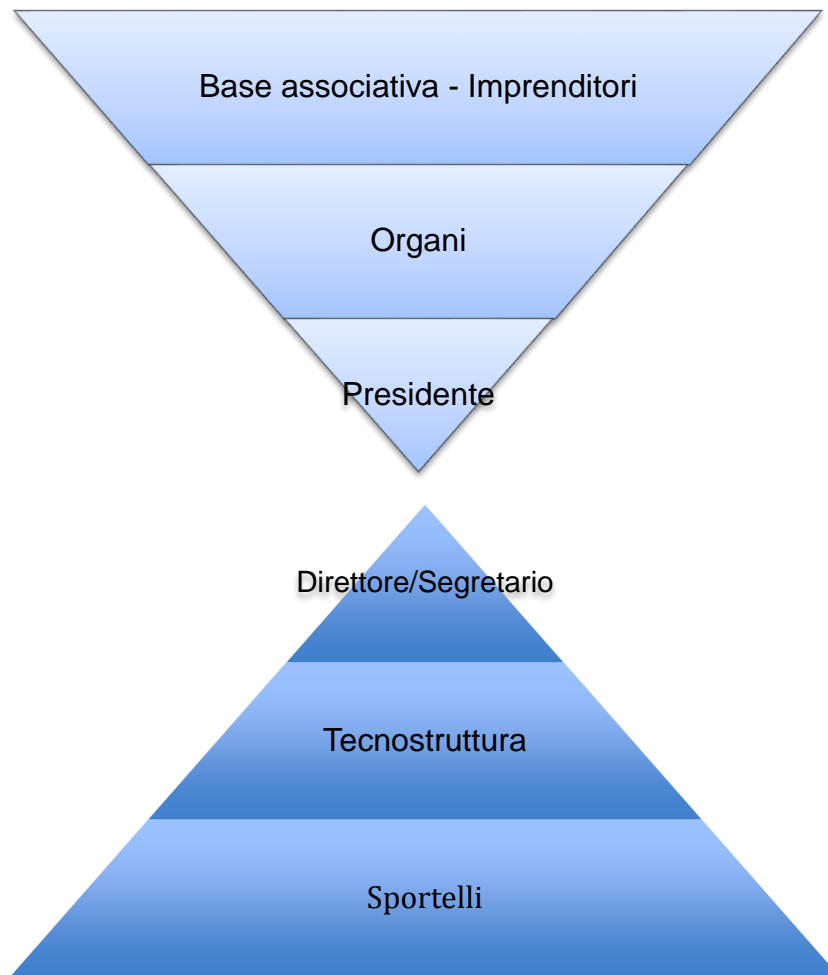 Base associativa - Imprenditori
Organi
Presidente
Direttore/Segretario
Tecnostruttura
Sportelli